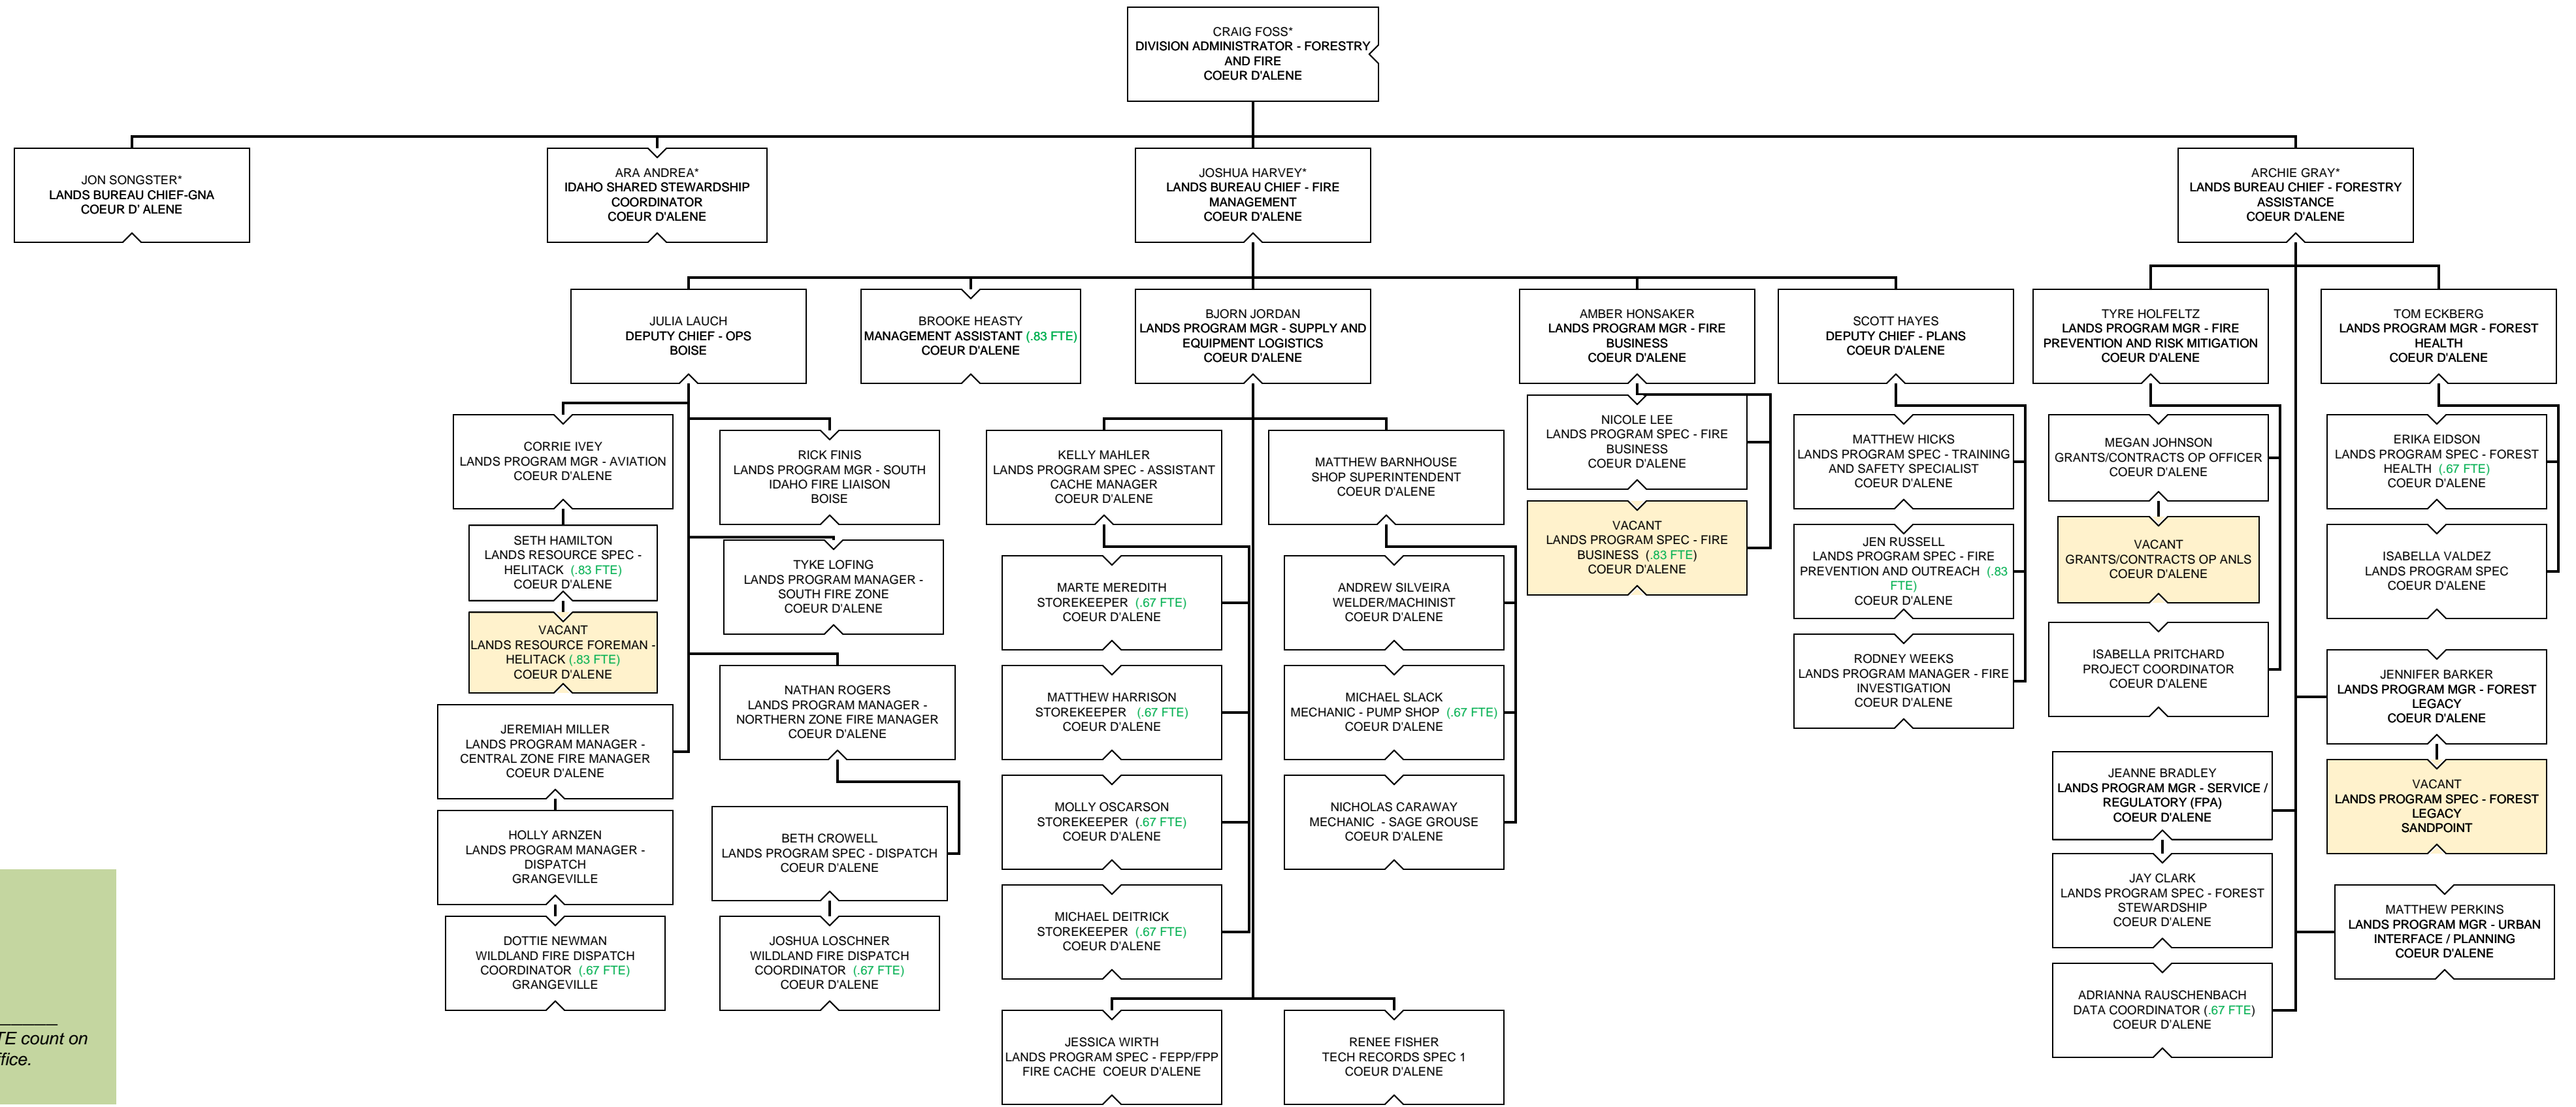 CRAIG FOSS*
DIVISION ADMINISTRATOR - FORESTRY
AND FIRE
COEUR D'ALENE
JON SONGSTER*
LANDS BUREAU CHIEF-GNA
COEUR D' ALENE
ARA ANDREA*
IDAHO SHARED STEWARDSHIP
COORDINATOR
COEUR D'ALENE
JOSHUA HARVEY*
LANDS BUREAU CHIEF - FIRE
MANAGEMENT
COEUR D'ALENE
ARCHIE GRAY*
LANDS BUREAU CHIEF - FORESTRY
ASSISTANCE
COEUR D'ALENE
JULIA LAUCH
DEPUTY CHIEF - OPS
BOISE
BROOKE HEASTY
MANAGEMENT ASSISTANT (.83 FTE)
COEUR D'ALENE
BJORN JORDAN
LANDS PROGRAM MGR - SUPPLY AND
EQUIPMENT LOGISTICS
COEUR D'ALENE
AMBER HONSAKER
LANDS PROGRAM MGR - FIRE
BUSINESS
COEUR D'ALENE
SCOTT HAYES
DEPUTY CHIEF - PLANS
COEUR D'ALENE
TYRE HOLFELTZ
LANDS PROGRAM MGR - FIRE
PREVENTION AND RISK MITIGATION
COEUR D'ALENE
TOM ECKBERG
LANDS PROGRAM MGR - FOREST
HEALTH
COEUR D'ALENE
CORRIE IVEY
LANDS PROGRAM MGR - AVIATION
COEUR D'ALENE
SETH HAMILTON
LANDS RESOURCE SPEC -
HELITACK (.83 FTE)
COEUR D'ALENE
VACANT
LANDS RESOURCE FOREMAN -
HELITACK (.83 FTE)
COEUR D'ALENE
JEREMIAH MILLER
LANDS PROGRAM MANAGER -
CENTRAL ZONE FIRE MANAGER
COEUR D'ALENE
HOLLY ARNZEN
LANDS PROGRAM MANAGER -
DISPATCH
GRANGEVILLE
DOTTIE NEWMAN
WILDLAND FIRE DISPATCH
COORDINATOR (.67 FTE)
GRANGEVILLE
RICK FINIS
LANDS PROGRAM MGR - SOUTH
IDAHO FIRE LIAISON
BOISE
TYKE LOFING
LANDS PROGRAM MANAGER -
SOUTH FIRE ZONE
COEUR D'ALENE
NATHAN ROGERS
LANDS PROGRAM MANAGER -
NORTHERN ZONE FIRE MANAGER
COEUR D'ALENE
BETH CROWELL
LANDS PROGRAM SPEC - DISPATCH
COEUR D'ALENE
JOSHUA LOSCHNER
WILDLAND FIRE DISPATCH
COORDINATOR (.67 FTE)
COEUR D'ALENE
KELLY MAHLER
LANDS PROGRAM SPEC - ASSISTANT
CACHE MANAGER
COEUR D'ALENE
MARTE MEREDITH
STOREKEEPER (.67 FTE)
COEUR D'ALENE
MATTHEW HARRISON
STOREKEEPER (.67 FTE)
COEUR D'ALENE
MOLLY OSCARSON
STOREKEEPER (.67 FTE)
COEUR D'ALENE
MICHAEL DEITRICK
STOREKEEPER (.67 FTE)
COEUR D'ALENE
JESSICA WIRTH
LANDS PROGRAM SPEC - FEPP/FPP
FIRE CACHE COEUR D'ALENE
MATTHEW BARNHOUSE
SHOP SUPERINTENDENT
COEUR D'ALENE
ANDREW SILVEIRA
WELDER/MACHINIST
COEUR D'ALENE
MICHAEL SLACK
MECHANIC - PUMP SHOP (.67 FTE)
COEUR D'ALENE
NICHOLAS CARAWAY
MECHANIC - SAGE GROUSE
COEUR D'ALENE
RENEE FISHER
TECH RECORDS SPEC 1
COEUR D'ALENE
NICOLE LEE
LANDS PROGRAM SPEC - FIRE
BUSINESS
COEUR D'ALENE
VACANT
LANDS PROGRAM SPEC - FIRE
BUSINESS (.83 FTE)
COEUR D'ALENE
MATTHEW HICKS
LANDS PROGRAM SPEC - TRAINING
AND SAFETY SPECIALIST
COEUR D'ALENE
JEN RUSSELL
LANDS PROGRAM SPEC - FIRE
PREVENTION AND OUTREACH (.83
FTE)
COEUR D'ALENE
RODNEY WEEKS
LANDS PROGRAM MANAGER - FIRE
INVESTIGATION
COEUR D'ALENE
MEGAN JOHNSON
GRANTS/CONTRACTS OP OFFICER
COEUR D'ALENE
VACANT
GRANTS/CONTRACTS OP ANLS
COEUR D'ALENE
ISABELLA PRITCHARD
PROJECT COORDINATOR
COEUR D'ALENE
JEANNE BRADLEY
LANDS PROGRAM MGR - SERVICE /
REGULATORY (FPA)
COEUR D'ALENE
JAY CLARK
LANDS PROGRAM SPEC - FOREST
STEWARDSHIP
COEUR D'ALENE
ADRIANNA RAUSCHENBACH
DATA COORDINATOR (.67 FTE)
COEUR D'ALENE
ERIKA EIDSON
LANDS PROGRAM SPEC - FOREST
HEALTH (.67 FTE)
COEUR D'ALENE
ISABELLA VALDEZ
LANDS PROGRAM SPEC
COEUR D'ALENE
JENNIFER BARKER
LANDS PROGRAM MGR - FOREST
LEGACY
COEUR D'ALENE
VACANT
LANDS PROGRAM SPEC - FOREST
LEGACY
SANDPOINT
MATTHEW PERKINS
LANDS PROGRAM MGR - URBAN
INTERFACE / PLANNING
COEUR D'ALENE
TE count on
fice.